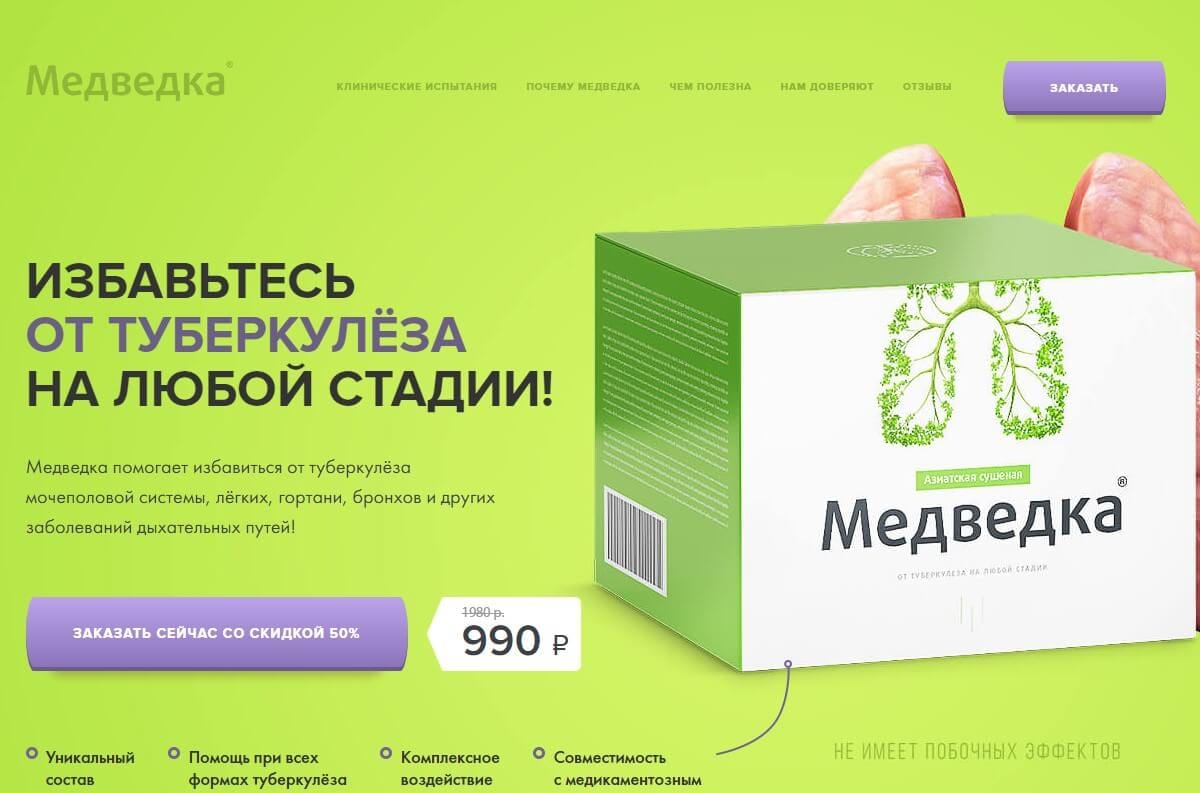 Медведка®
КЛИНИЧЕСКИЕ ИСПЫТАНИЯ
ПОЧЕМУ МЕДВЕДКА
ЧЕМ ПОЛЕЗНА
НАМ ДОВЕРЯЮТ
ОТЗЫВЫ
ЗАКАЗАТЬ
ИЗБАВЬТЕСЬ
ОТ ТУБЕРКУЛЁЗА
НА ЛЮБОЙ СТАДИИ!
Медведка помогает избавиться от туберкулёза
мочеполовой системы, лёгких, гортани, бронхов и других
заболеваний дыхательных путей!
ЗАКАЗАТЬ СЕЙЧАС СО СКИДКОЙ 50%
1980 р.
990 ₽
Азиатская сушеная
Медведка®
ОТ ТУБЕРКУЛЕЗА НА ЛЮБОЙ СТАДИИ
НЕ ИМЕЕТ ПОБОЧНЫХ ЭФФЕКТОВ
Уникальный
состав
Помощь при всех
формах туберкулёза
Комплексное
воздействие
Совместимость
с медикаментозным